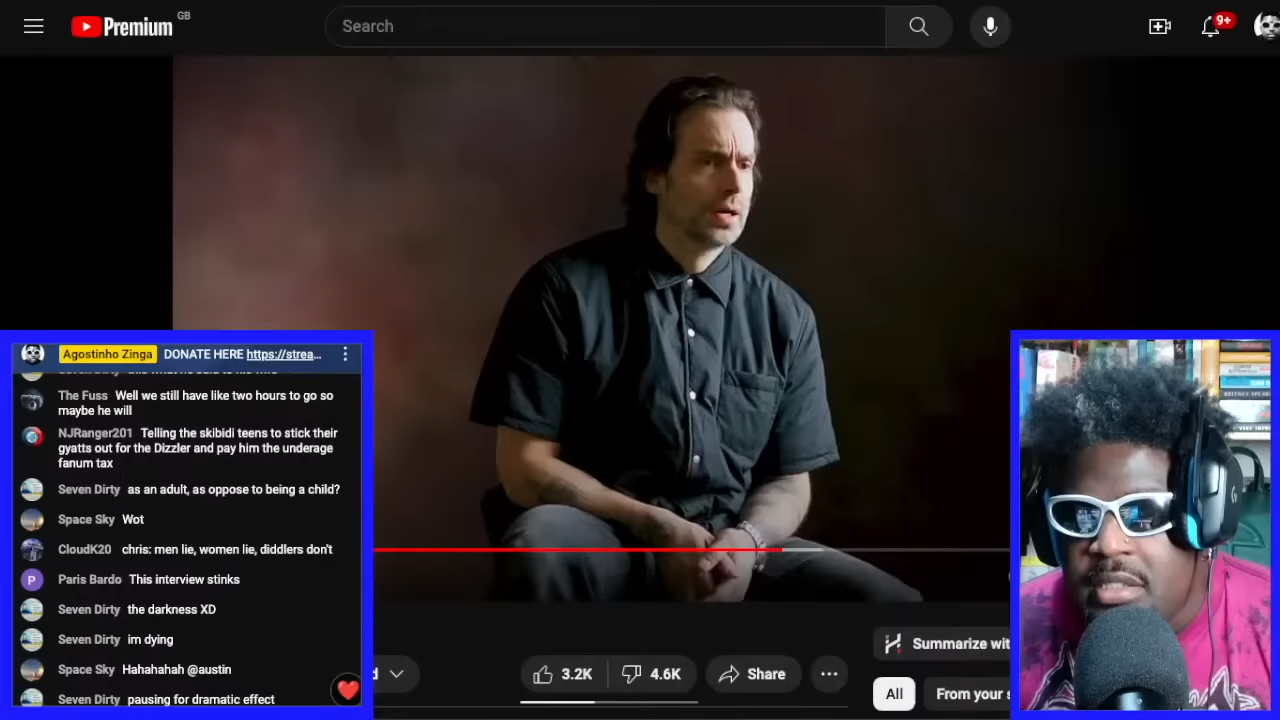 Premium GB
Search
9+
Agostinho Zinga DONATE HERE https://strea...
The Fuss Well we still have like two hours to go so
maybe he will
NJRanger201 Telling the skibidi teens to stick their
gyatts out for the Dizzler and pay him the underage
fanum tax
Seven Dirty as an adult, as oppose to being a child?
Space Sky Wot
CloudK20 chris: men lie, women lie, diddlers don't
P
Paris Bardo This interview stinks
Seven Dirty the darkness XD
Seven Dirty im dying
Space Sky Hahahahah @austin
Seven Dirty pausing for dramatic effect
d
3.2K
4.6K
Share
Summarize wit
All
From your s